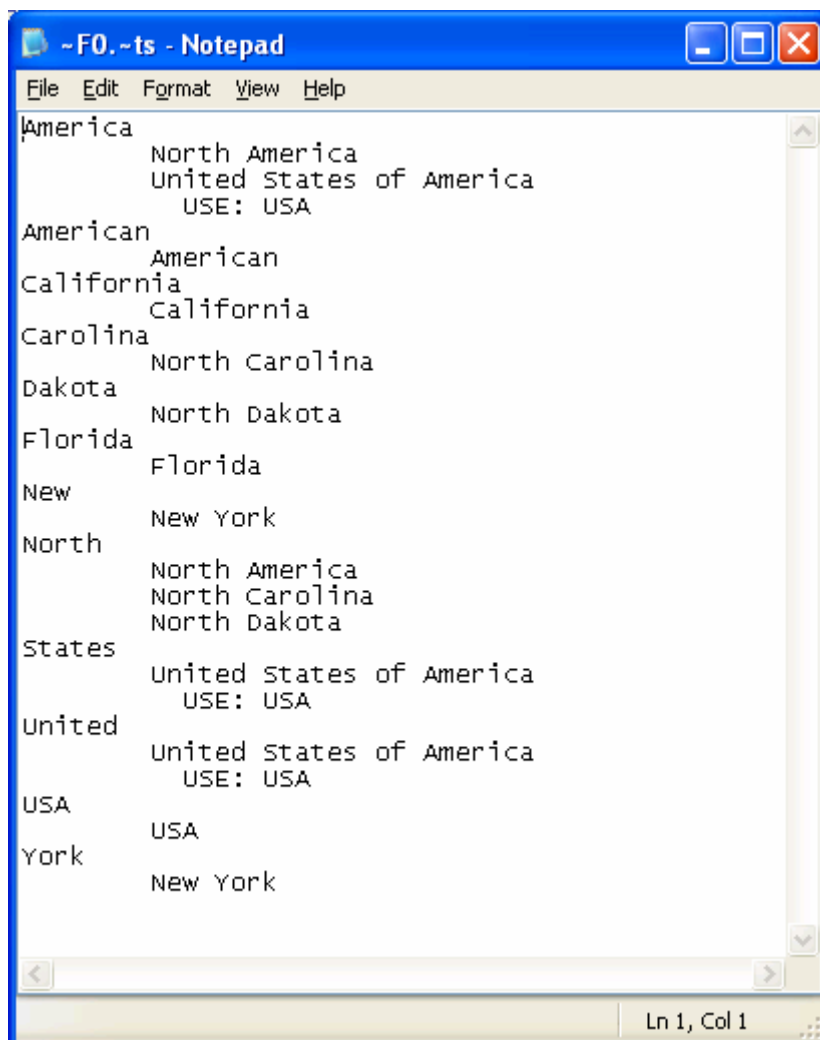 ~F0.~ts - Notepad
File Edit Format View Help
America
North America
United States of America
USE: USA
American
American
California
California
Carolina
North Carolina
Dakota
North Dakota
Florida
Florida
New
New York
North
North America
North Carolina
North Dakota
States
United States of America
USE: USA
United
United States of America
USE: USA
USA
USA
York
New York
Ln 1, Col 1